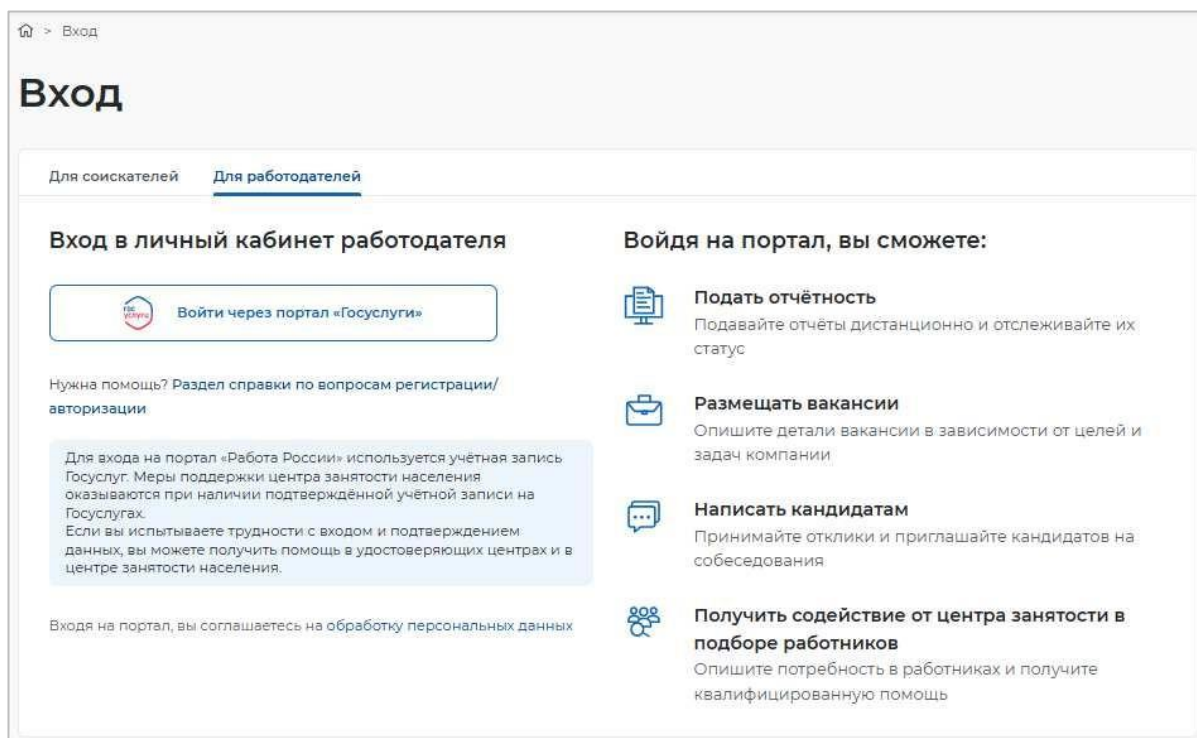 > Вход
Вход
Для соискателей Для работодателей
Вход в личный кабинет работодателя
гос
услуги
Войти через портал «Госуслуги»
Нужна помощь? Раздел справки по вопросам регистрации/
авторизации
Для входа на портал «Работа России» используется учётная запись
Госуслуг. Меры поддержки центра занятости населения
оказываются при наличии подтверждённой учётной записи на
Госуслугах.
Если вы испытываете трудности с входом и подтверждением
данных, вы можете получить помощь в удостоверяющих центрах и в
центре занятости населения.
Входя на портал, вы соглашаетесь на обработку персональных данных
Войдя на портал, вы сможете:
Подать отчётность
Подавайте отчёты дистанционно и отслеживайте их
статус
Размещать вакансии
Опишите детали вакансии в зависимости от целей и
задач компании
Написать кандидатам
Принимайте отклики и приглашайте кандидатов на
собеседования
Получить содействие от центра занятости в
подборе работников
Опишите потребность в работниках и получите
квалифицированную помощь